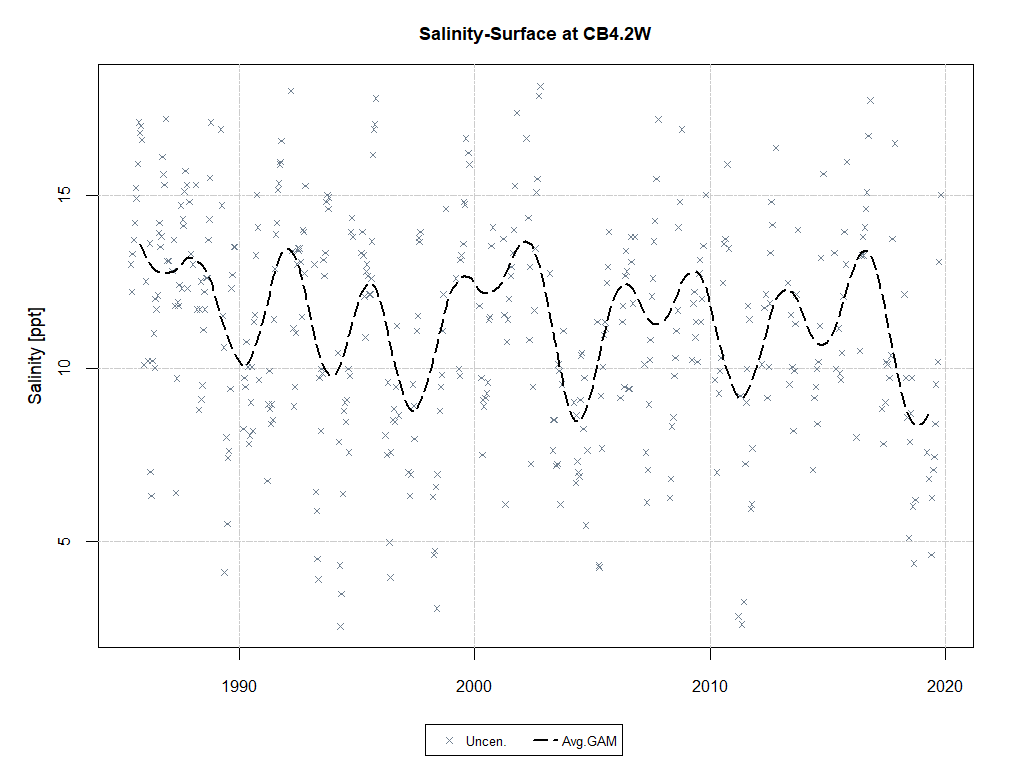 Salinity-Surface at CB4.2W
Salinity [ppt]
15
10
5
1990 2000 2010 2020
Uncen. Avg.GAM